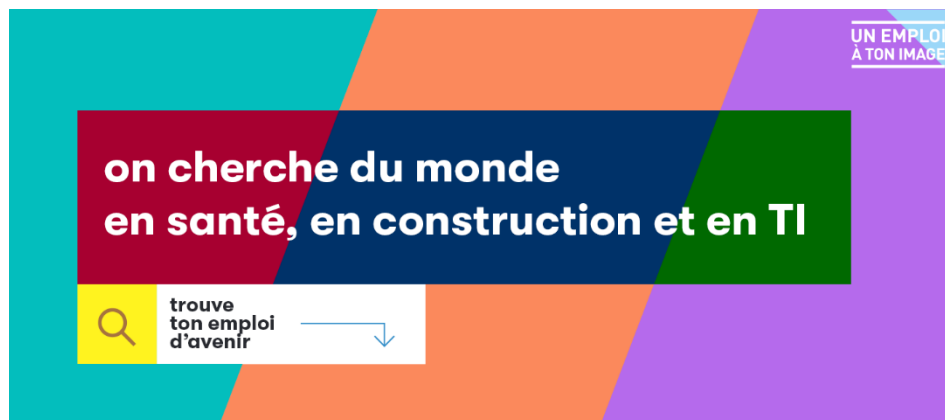 UN EMPLOI
À TON IMAGE
on cherche du monde
en santé, en construction et en TI
trouve
ton emploi
d'avenir